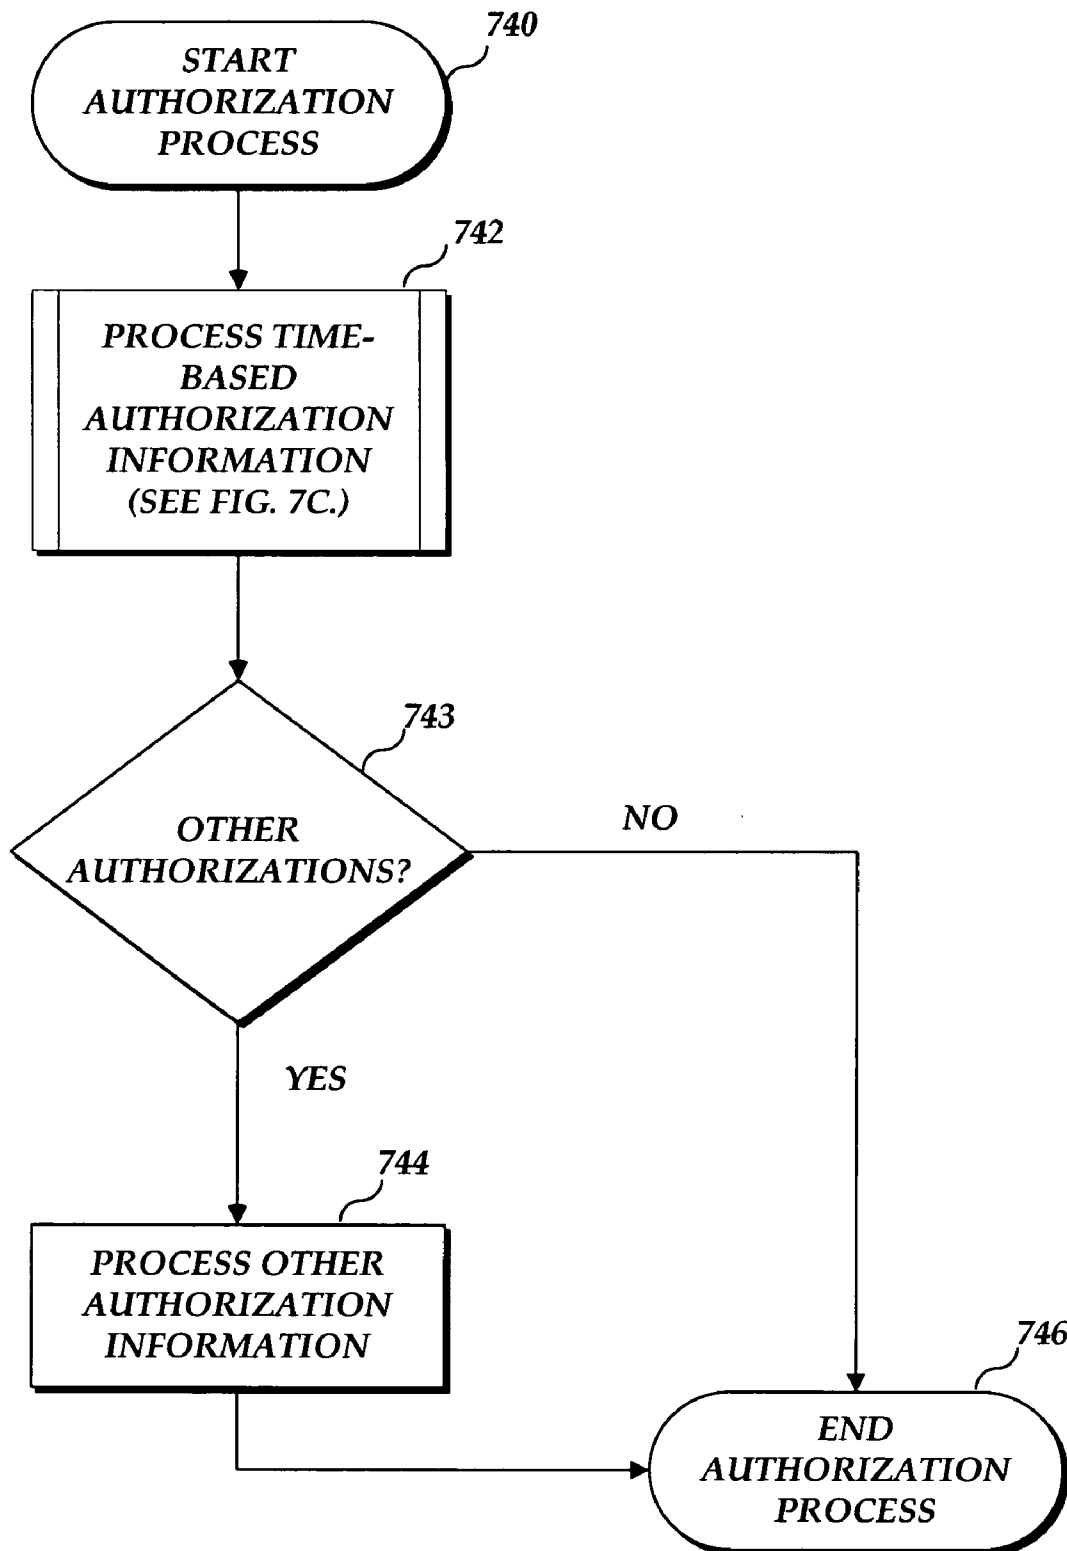 740
START
AUTHORIZATION
PROCESS
742
PROCESS TIME-
BASED
AUTHORIZATION
INFORMATION
(SEE FIG. 7C.)
743
OTHER
AUTHORIZATIONS?
NO
YES
744
PROCESS OTHER
AUTHORIZATION
INFORMATION
746
END
AUTHORIZATION
PROCESS